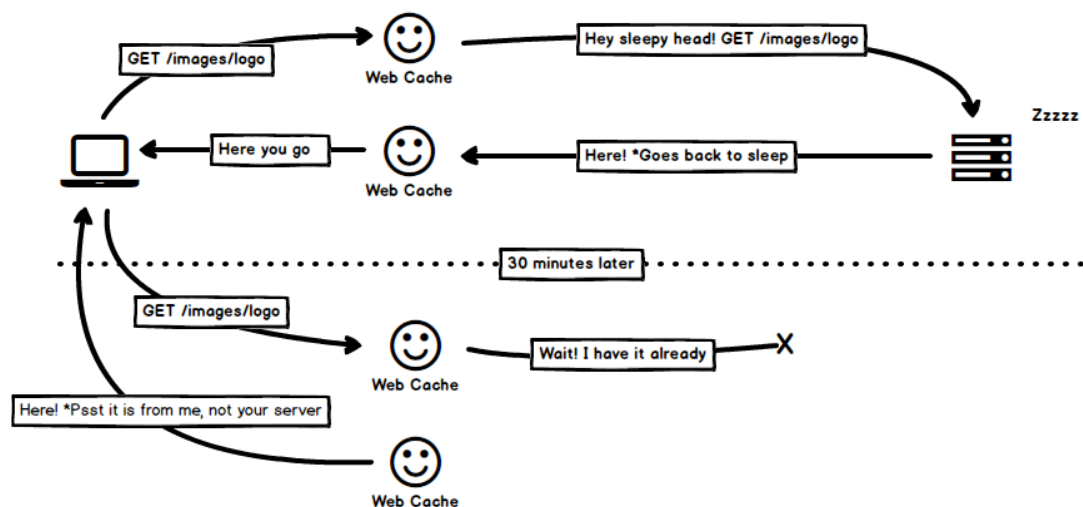 GET /images/logo
Web Cache
Hey sleepy head! GET /images/logo
Zzzzz
Here you go
Web Cache
Here! *Goes back to sleep
30 minutes later
GET /images/logo
Web Cache
Wait! I have it already
X
Here! *Psst it is from me, not your server
Web Cache